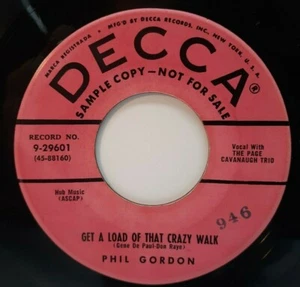 MARCA REGISTRADA • MFG'D BY DECCA RECORDS, INC., NEW YORK, U.S.A.
DECCA®
SAMPLE COPY—NOT FOR SALE
RECORD NO.
9-29601
(45-88160)
Vocal With
THE PAGE
CAVANAUGH TRIO
Hub Music
(ASCAP)
946
GET A LOAD OF THAT CRAZY WALK
(Gene De Paul-Don Raye)
PHIL GORDON